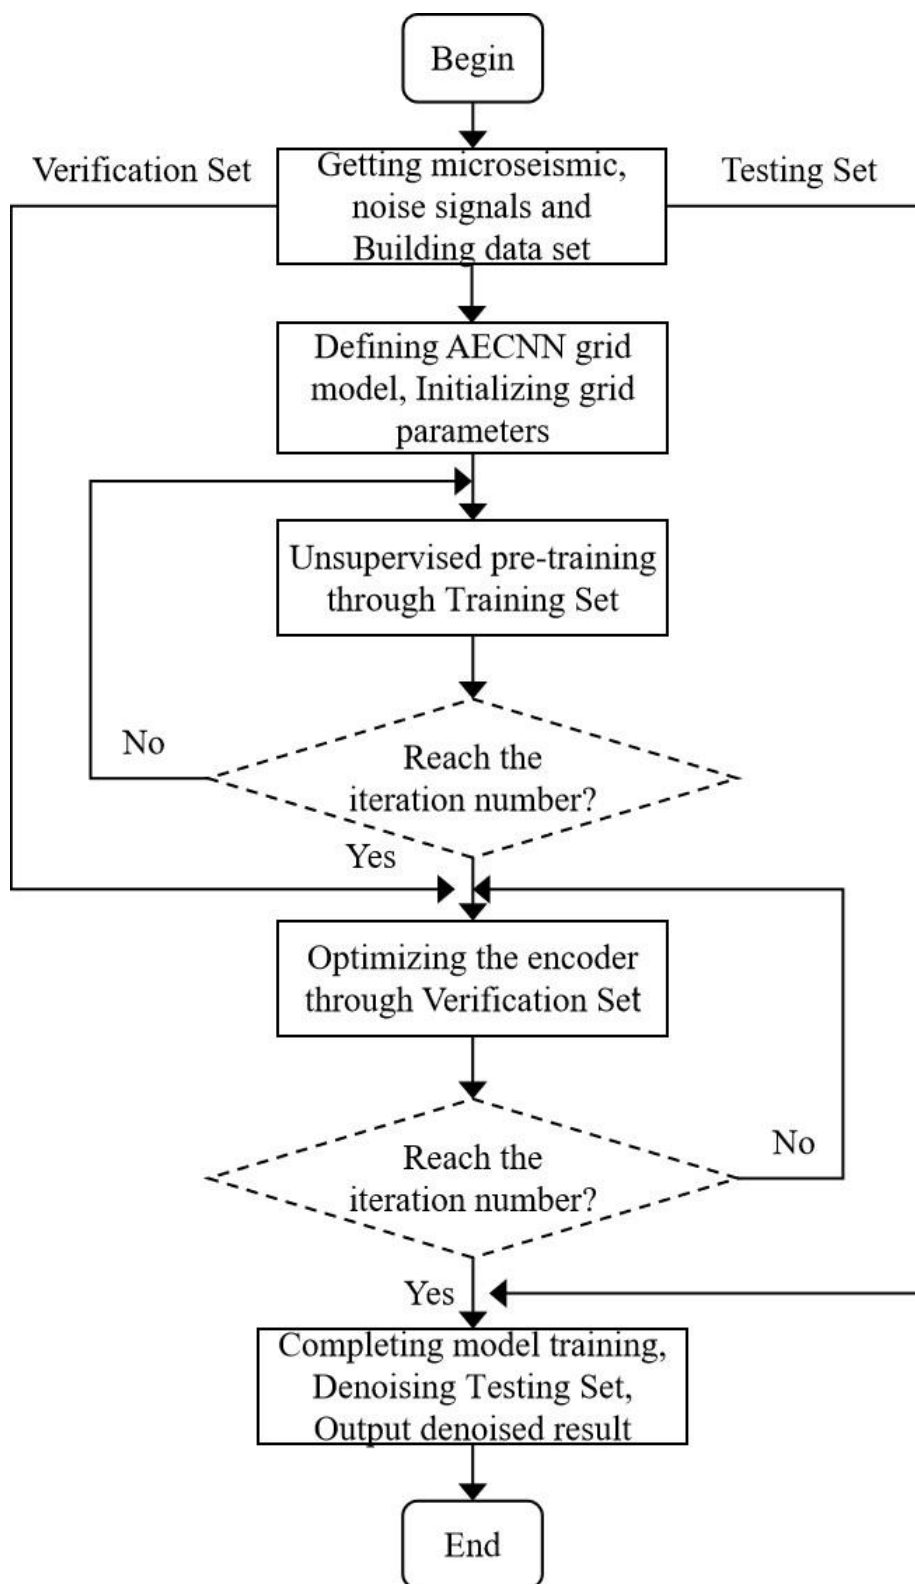 Begin
Verification Set
Testing Set
Getting microseismic,
noise signals and
Building data set
Defining AECNN grid
model, Initializing grid
parameters
Unsupervised pre-training
through Training Set
No
Reach the
iteration number?
Yes
Optimizing the encoder
through Verification Set
No
Reach the
iteration number?
Yes
Completing model training,
Denoising Testing Set,
Output denoised result
End